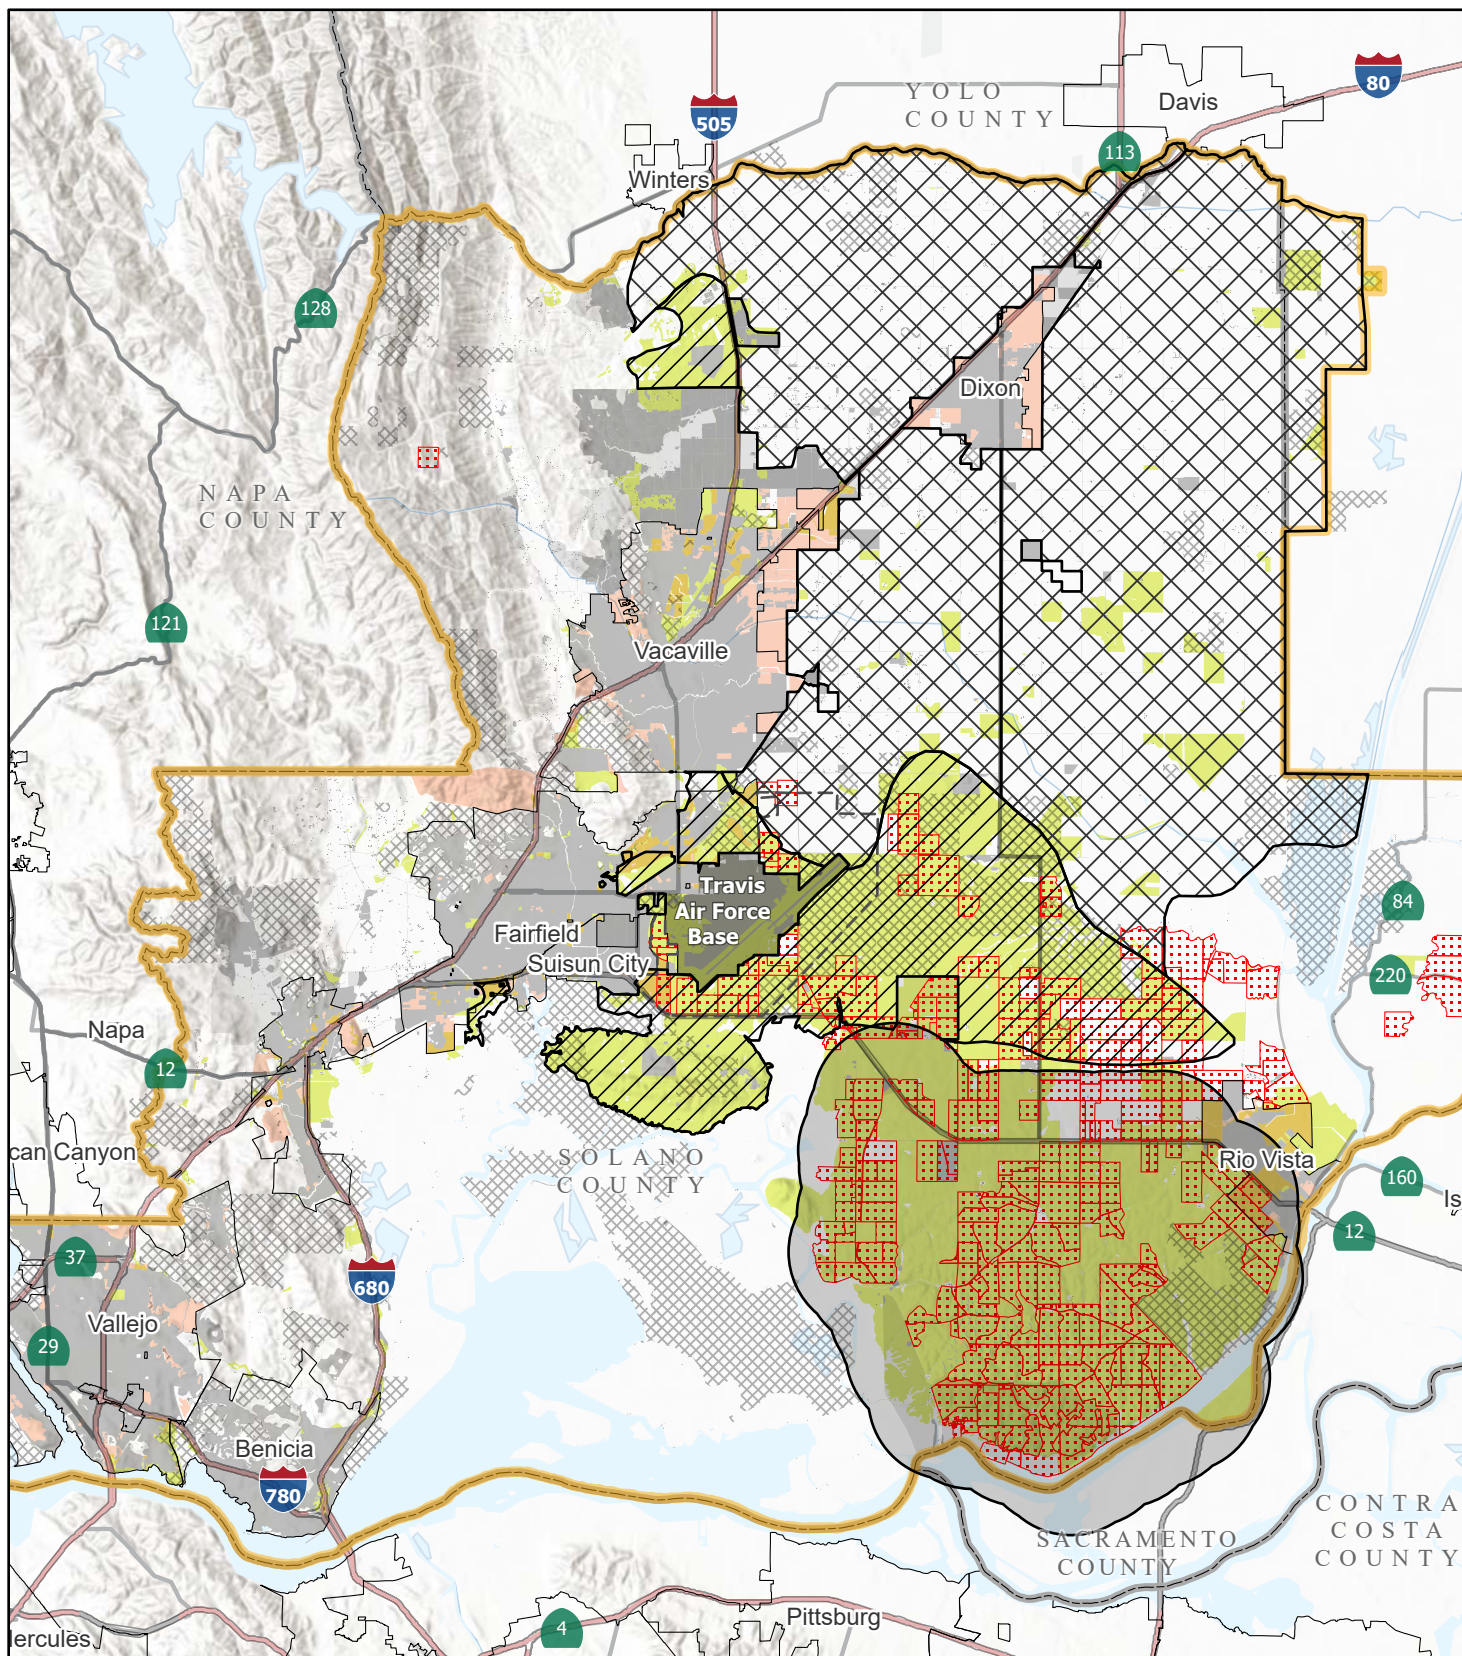 YOLO
COUNTY
Davis
80
505
113
Winters
128
Dixon
NAPA
COUNTY
121
Vacaville
Travis
Air Force
Base
84
Fairfield
Suisun City
220
Napa
12
can Canyon
SOLANO
COUNTY
Rio Vista
160
Is
12
37
680
Vallejo
29
Benicia
780
CONTRA
COSTA
COUNTY
SACRAMENTO
COUNTY
Pittsburg
4
Hercules